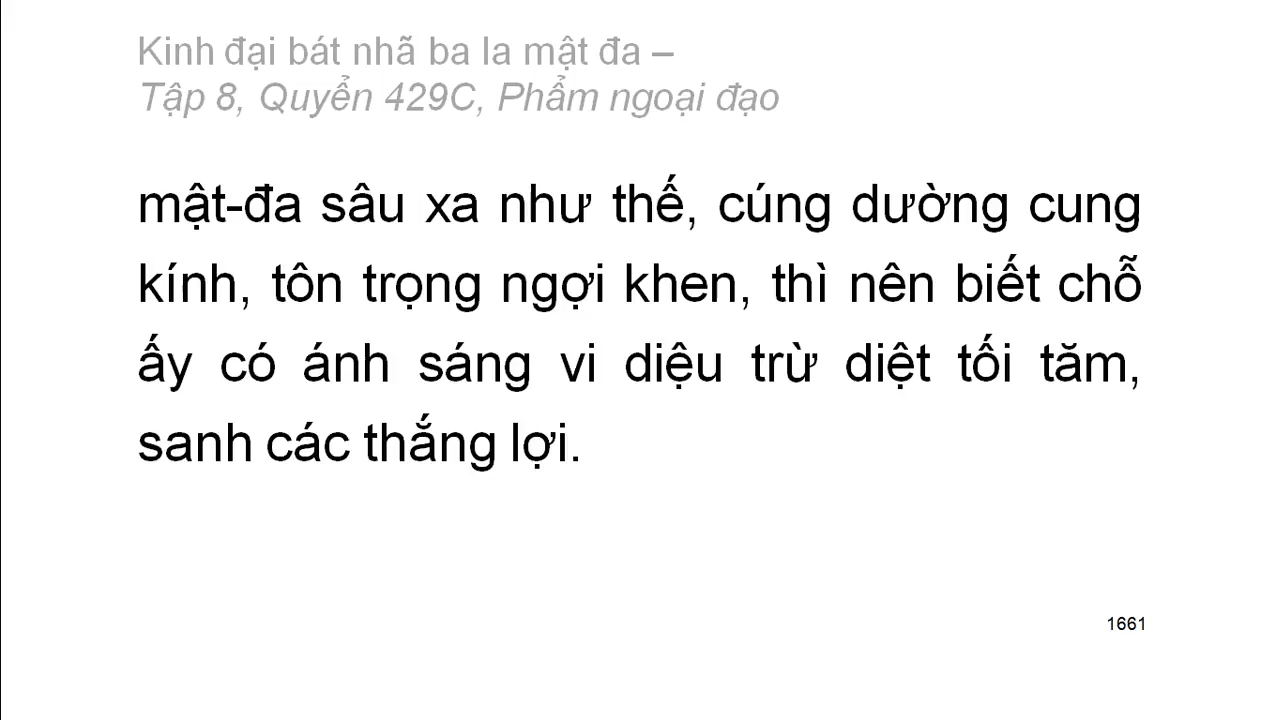 Kinh đại bát nhã ba la mật đa –
Tập 8, Quyển 429C, Phẩm ngoại đạo
mật-đa sâu xa như thế, cúng dường cung
kính, tôn trọng ngợi khen, thì nên biết chỗ
ấy có ánh sáng vi diệu trừ diệt tối tăm,
sanh các thắng lợi.
1661